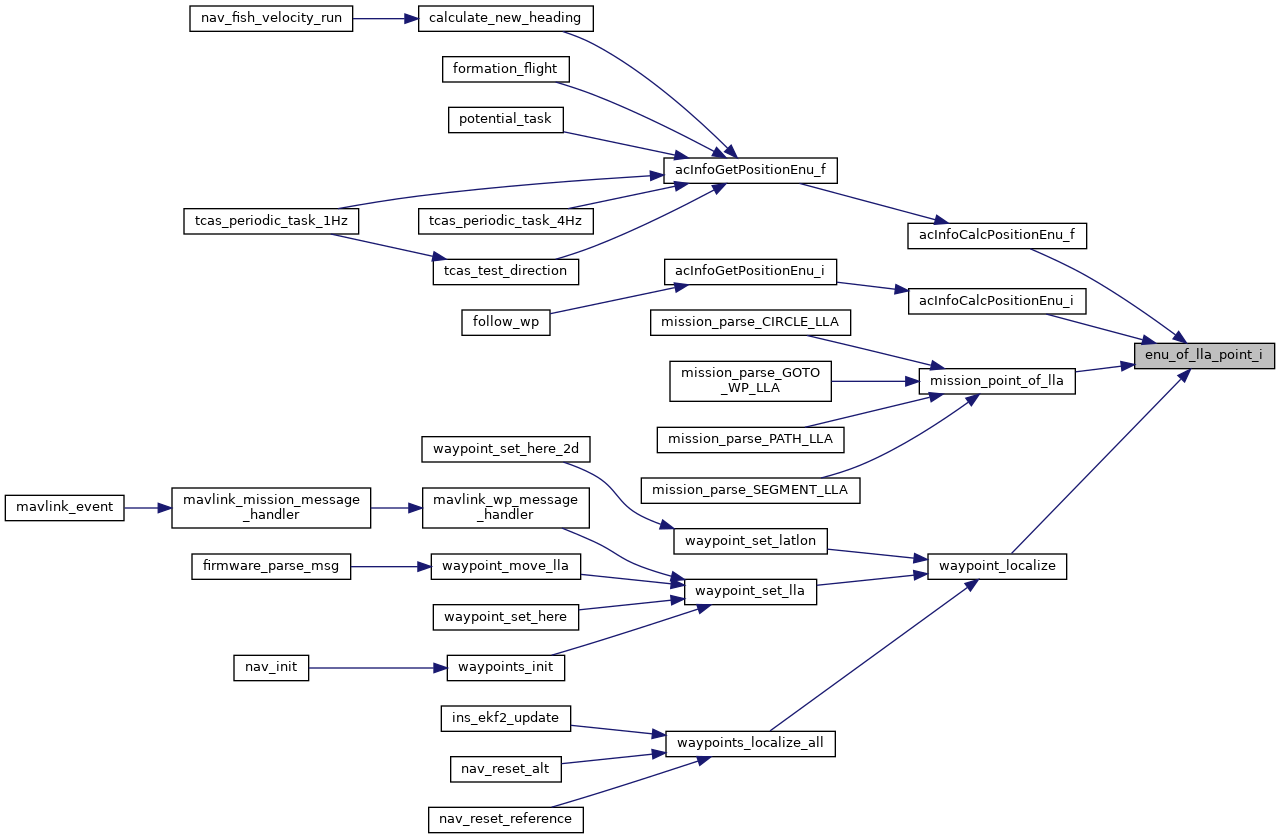 nav_fish_velocity_run
calculate_new_heading
formation_flight
potential_task
acInfoGetPositionEnu_f
tcas_periodic_task_1Hz
tcas_periodic_task_4Hz
acInfoCalcPositionEnu_f
tcas_test_direction
acInfoGetPositionEnu_i
acInfoCalcPositionEnu_i
follow_wp
mission_parse_CIRCLE_LLA
enu_of_lla_point_i
mission_parse_GOTO
_WP_LLA
mission_point_of_lla
mission_parse_PATH_LLA
waypoint_set_here_2d
mission_parse_SEGMENT_LLA
mavlink_event
mavlink_mission_message
_handler
mavlink_wp_message
_handler
waypoint_set_latlon
firmware_parse_msg
waypoint_move_lla
waypoint_localize
waypoint_set_lla
waypoint_set_here
nav_init
waypoints_init
ins_ekf2_update
waypoints_localize_all
nav_reset_alt
nav_reset_reference